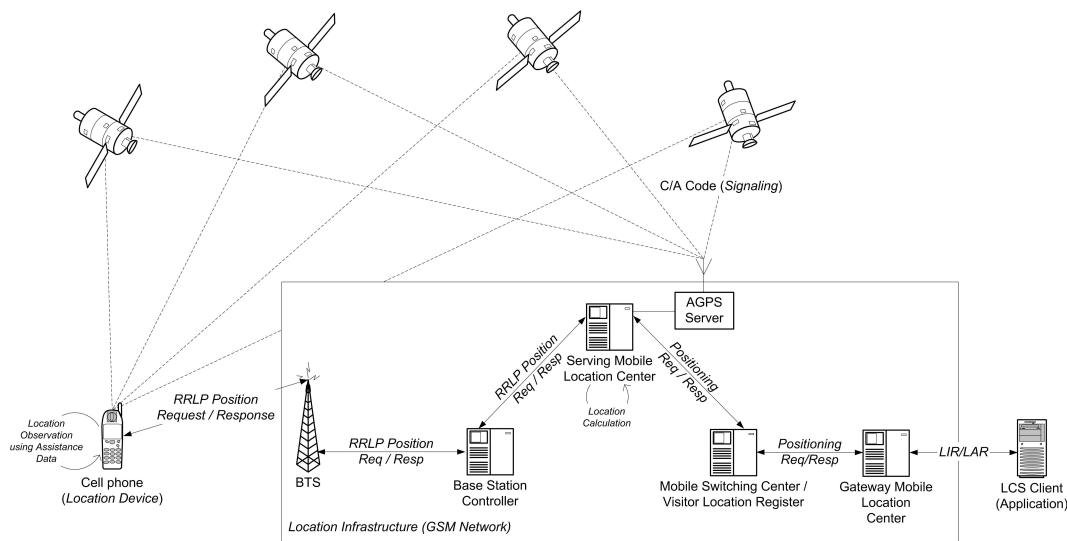 C/A Code (Signaling)
AGPS
Server
RRLP Position
Req / Resp
Positioning
Req / Resp
Serving Mobile
Location Center
Location
Calculation
RRLP Position
Request / Response
Location
Observation
using Assistance
Data
Cell phone
(Location Device)
RRLP Position
Req / Resp
BTS
Base Station
Controller
Positioning
Req/Resp
Mobile Switching Center /
Visitor Location Register
Gateway Mobile
Location
Center
LIR/LAR
LCS Client
(Application)
Location Infrastructure (GSM Network)